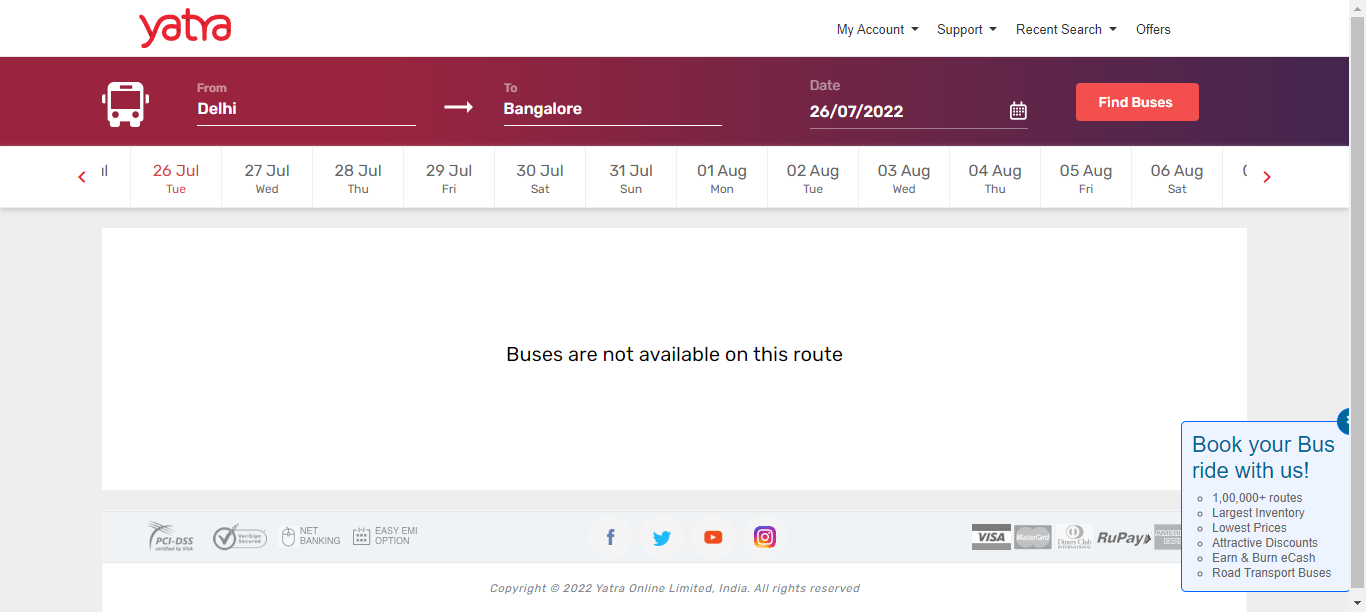 yatra
My Account Support Recent Search Offers
From
Delhi
To
Bangalore
Date
26/07/2022
Find Buses
26 Jul 27 Jul 28 Jul 29 Jul 30 Jul 31 Jul 01 Aug 02 Aug 03 Aug 04 Aug 05 Aug 06 Aug
Tue Wed Thu Fri Sat Sun Mon Tue Wed Thu Fri Sat
Buses are not available on this route
Book your Bus
ride with us!
1,00,000+ routes
Largest Inventory
Lowest Prices
Attractive Discounts
Earn & Burn eCash
Road Transport Buses
PCI-DSS
certified by SISA
VeriSign
Secured
NET
BANKING
EASY EMI
OPTION
VISA
MasterCard
Diners Club
INTERNATIONAL
RuPay
Copyright © 2022 Yatra Online Limited, India. All rights reserved